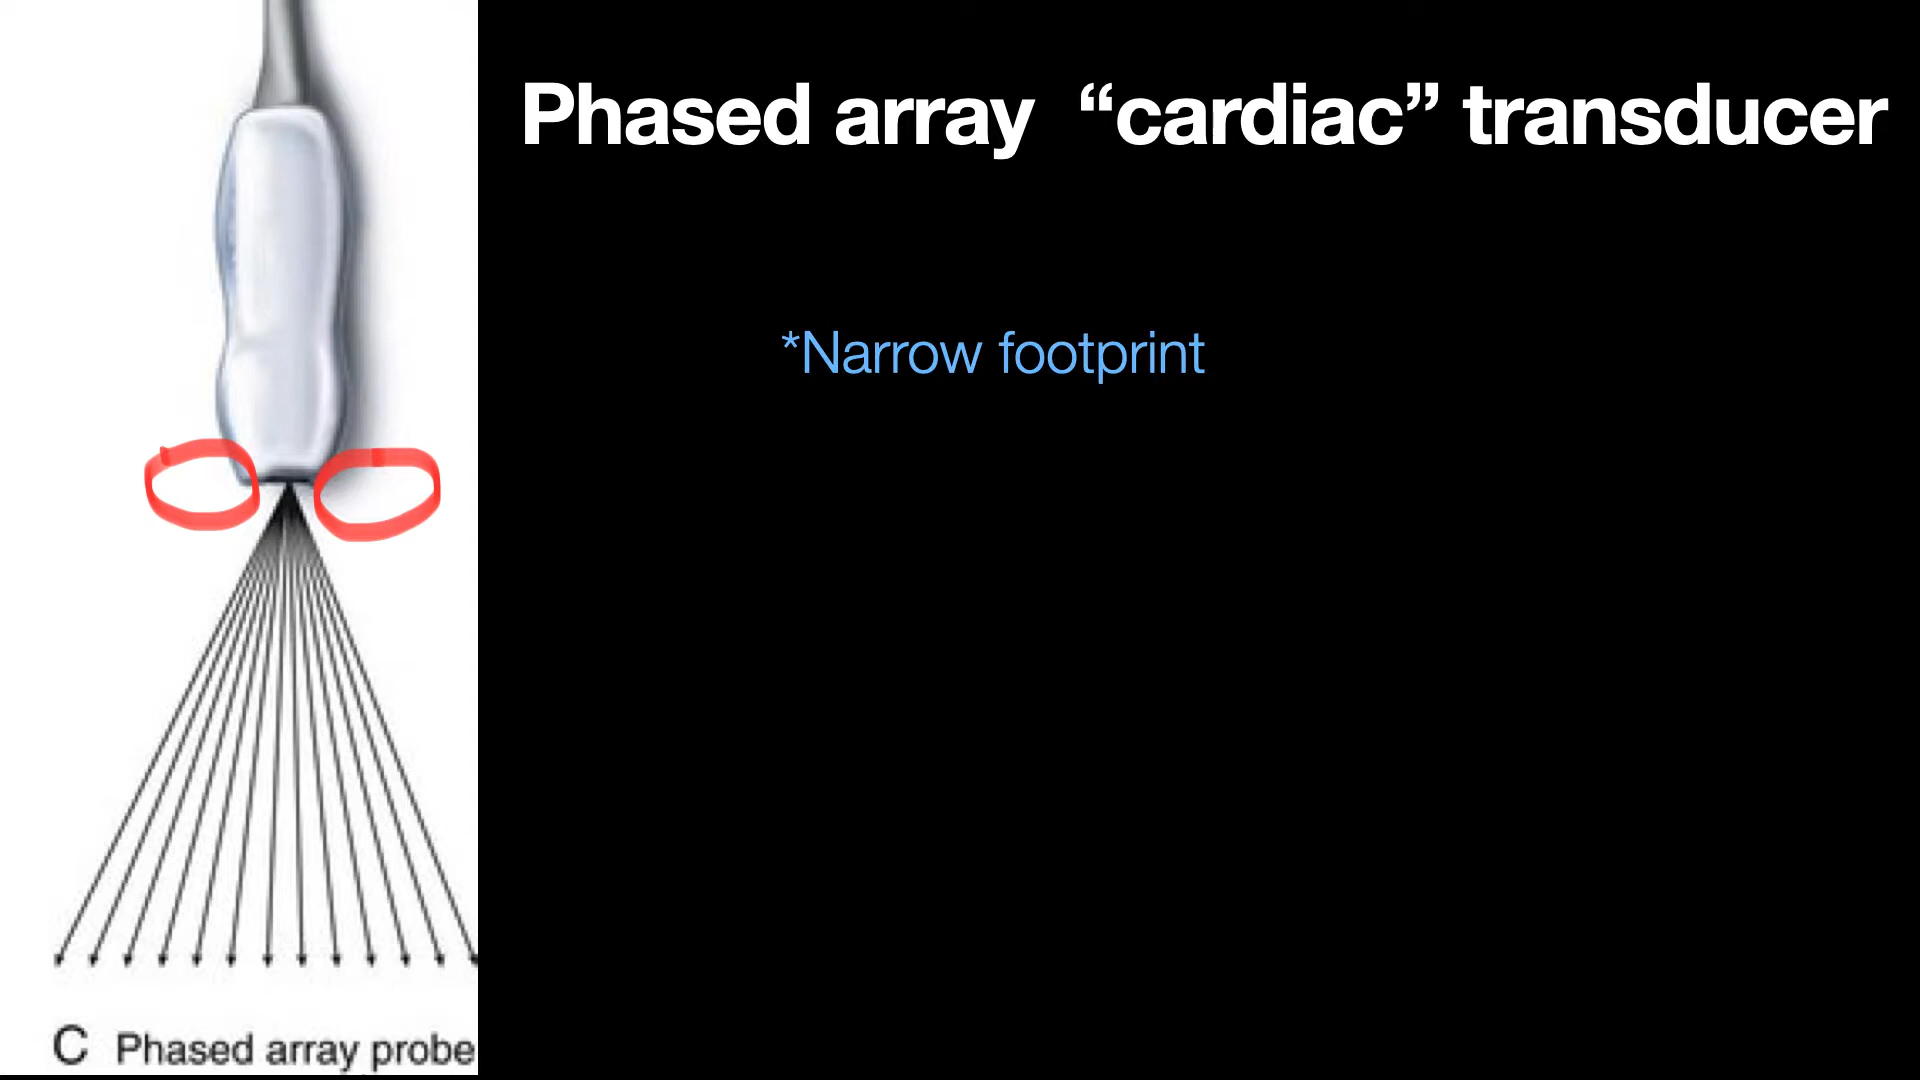 Phased array “cardiac” transducer
*Narrow footprint
C Phased array probe